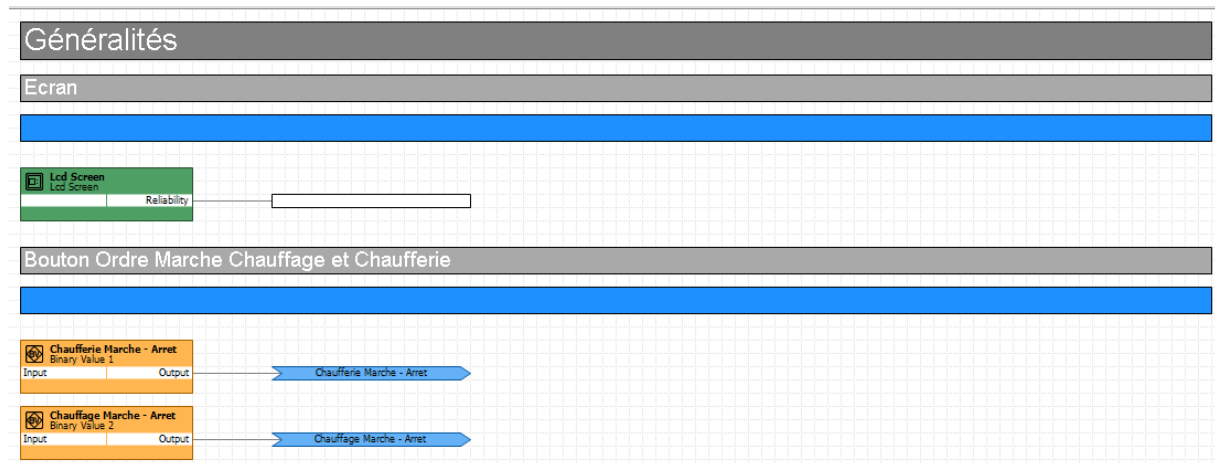 Généralités
Ecran
Lcd Screen
Lcd Screen
Reliability
Bouton Ordre Marche Chauffage et Chaufferie
Chaufferie Marche - Arret
Binary Value 1
Input Output
Chaufferie Marche - Arret
Chauffage Marche - Arret
Binary Value 2
Input Output
Chauffage Marche - Arret